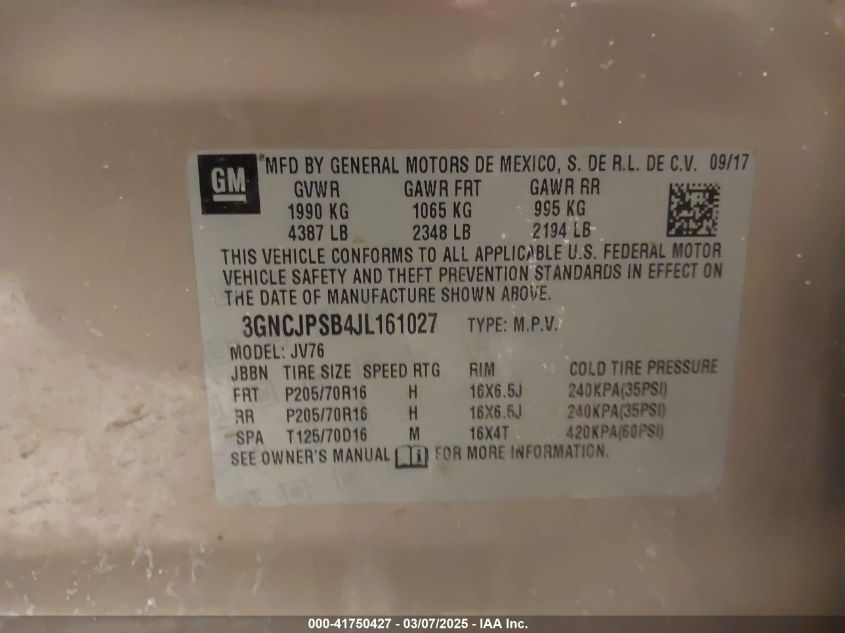 GM
MFD BY GENERAL MOTORS DE MEXICO, S. DE R.L. DE C.V. 09/17
GVWR GAWR FRT GAWR RR
1990 KG 1065 KG 995 KG
4387 LB 2348 LB 2194 LB
THIS VEHICLE CONFORMS TO ALL APPLICABLE U.S. FEDERAL MOTOR
VEHICLE SAFETY AND THEFT PREVENTION STANDARDS IN EFFECT ON
THE DATE OF MANUFACTURE SHOWN ABOVE.
3GNCJPSB4JL161027 TYPE: M.P.V.
MODEL: JV76
JBBN TIRE SIZE SPEED RTG RIM COLD TIRE PRESSURE
FRT P205/70R16 H 16X6.5J 240KPA(35PSI)
RR P205/70R16 H 16X6.5J 240KPA(35PSI)
SPA T125/70D16 M 16X4T 420KPA(60PSI)
SEE OWNER'S MANUAL FOR MORE INFORMATION.
000-41750427 - 03/07/2025 - IAA Inc.